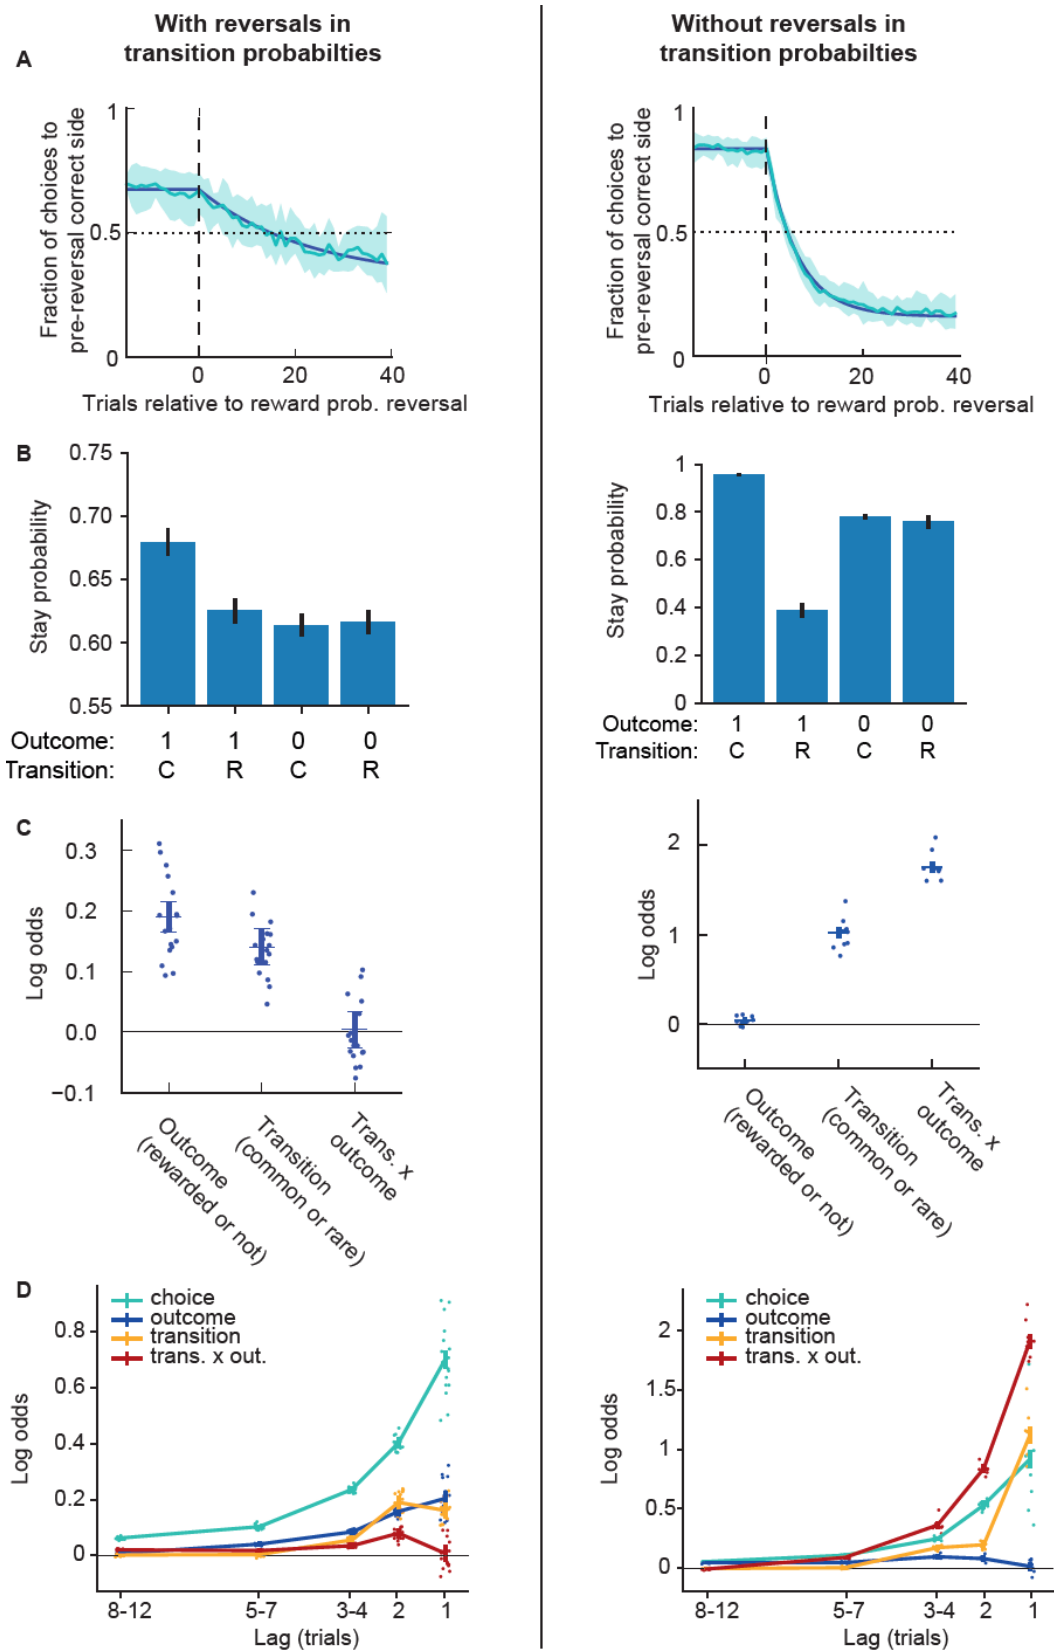 With reversals in
transition probabilties
Without reversals in
transition probabilties
A
Fraction of choices to
pre-reversal correct side
1
0.5
0
0
20
40
Trials relative to reward prob. reversal
Fraction of choices to
pre-reversal correct side
1
0.5
0
0
20
40
Trials relative to reward prob. reversal
B
Stay probability
0.75
0.70
0.65
0.60
0.55
Outcome: 1 1 0 0
Transition: C R C R
Stay probability
1
0.8
0.6
0.4
0.2
0
Outcome: 1 1 0 0
Transition: C R C R
C
Log odds
0.3
0.2
0.1
0.0
−0.1
Outcome
(rewarded or not)
Transition
(common or rare)
Trans. x
outcome
Log odds
2
1
0
Outcome
(rewarded or not)
Transition
(common or rare)
Trans. x
outcome
D
choice
outcome
transition
trans. x out.
Log odds
0.8
0.6
0.4
0.2
0
8-12 5-7 3-4 2 1
Lag (trials)
choice
outcome
transition
trans. x out.
Log odds
2
1.5
1
0.5
0
8-12 5-7 3-4 2 1
Lag (trials)